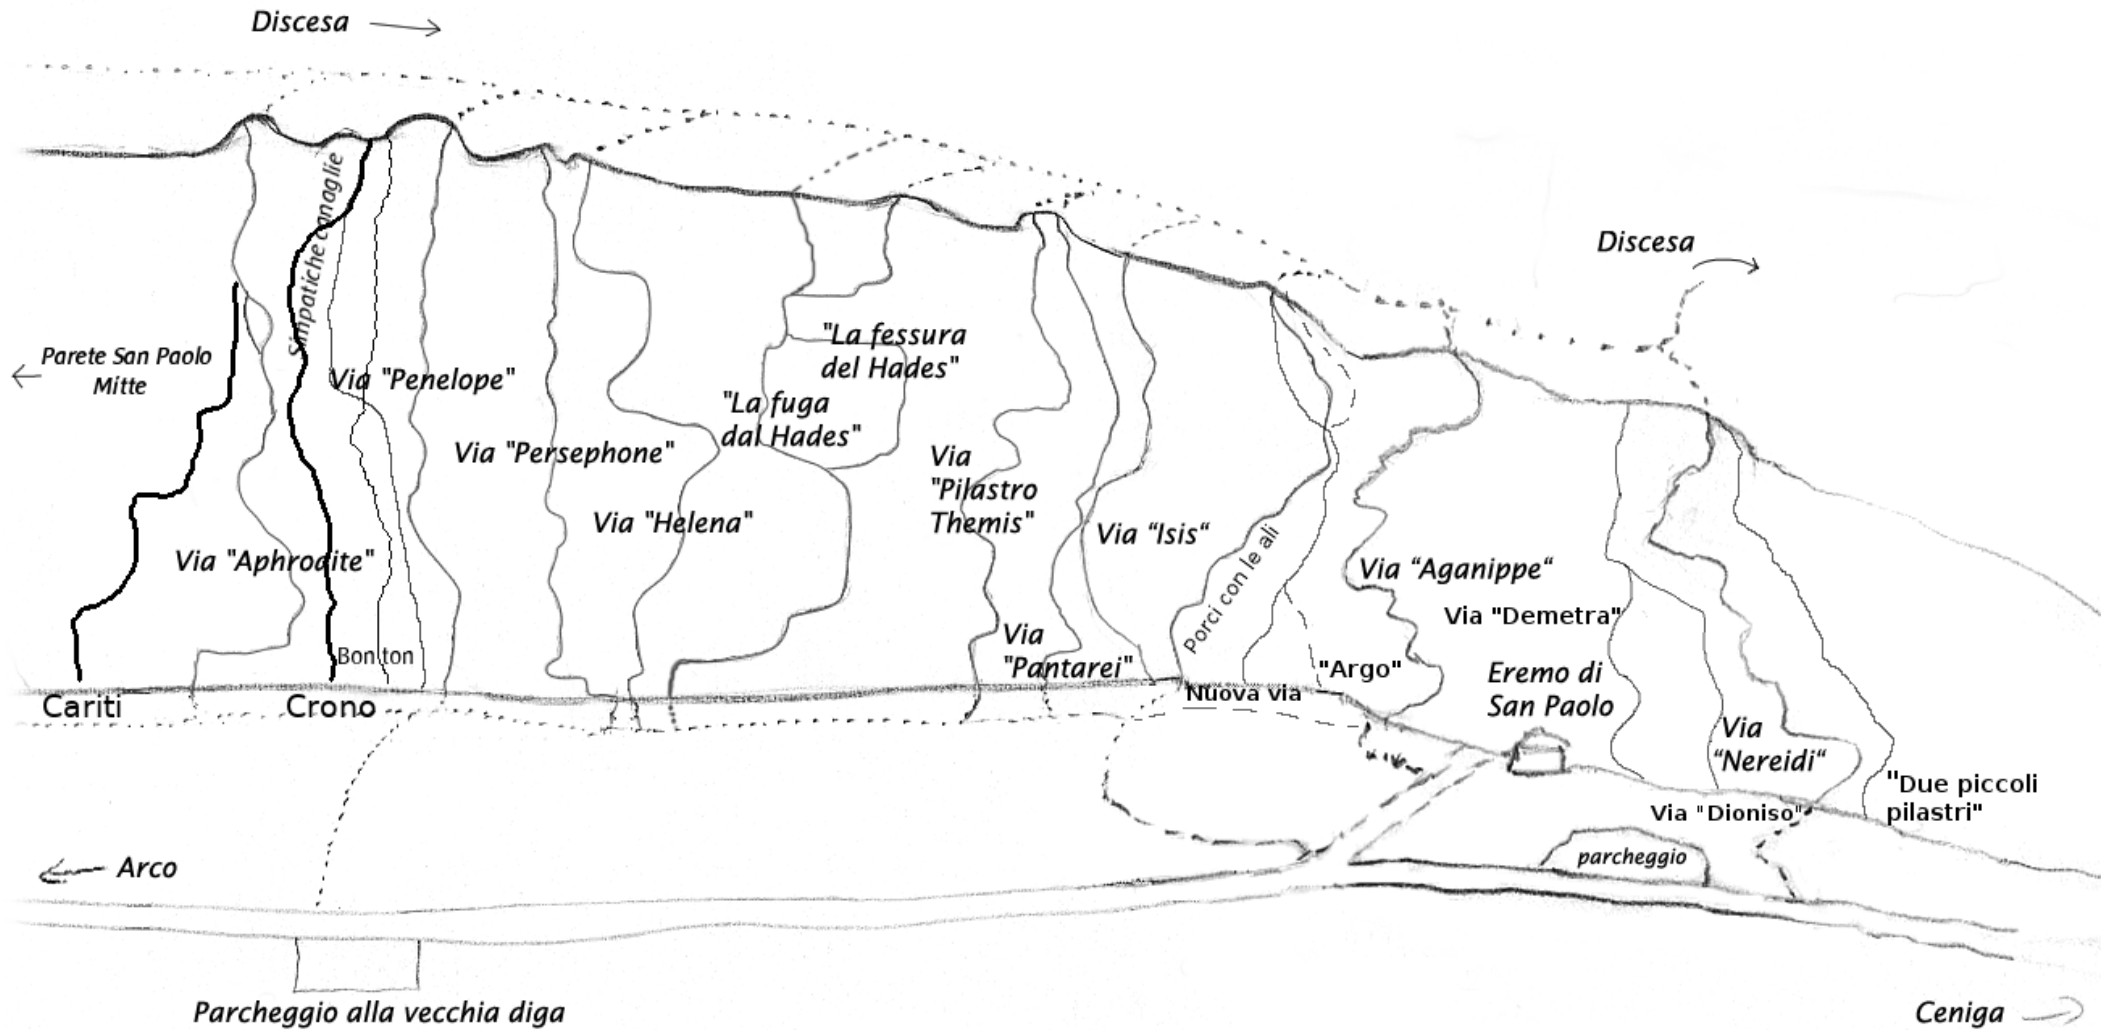 Discesa
Discesa
Simpatiche canaglie
Parete San Paolo
Mitte
Via "Penelope"
"La fessura
del Hades"
"La fuga
dal Hades"
Via "Persephone"
Via
"Pilastro
Themis"
Via "Helena"
Via “Isis“
Via "Aphrodite"
Porci con le ali
Via “Aganippe“
Via "Demetra"
Via
"Pantarei"
Bon ton
"Argo"
Eremo di
San Paolo
Nuova via
Cariti
Crono
Via
“Nereidi“
"Due piccoli
pilastri"
Via "Dioniso"
parcheggio
Arco
Parcheggio alla vecchia diga
Ceniga